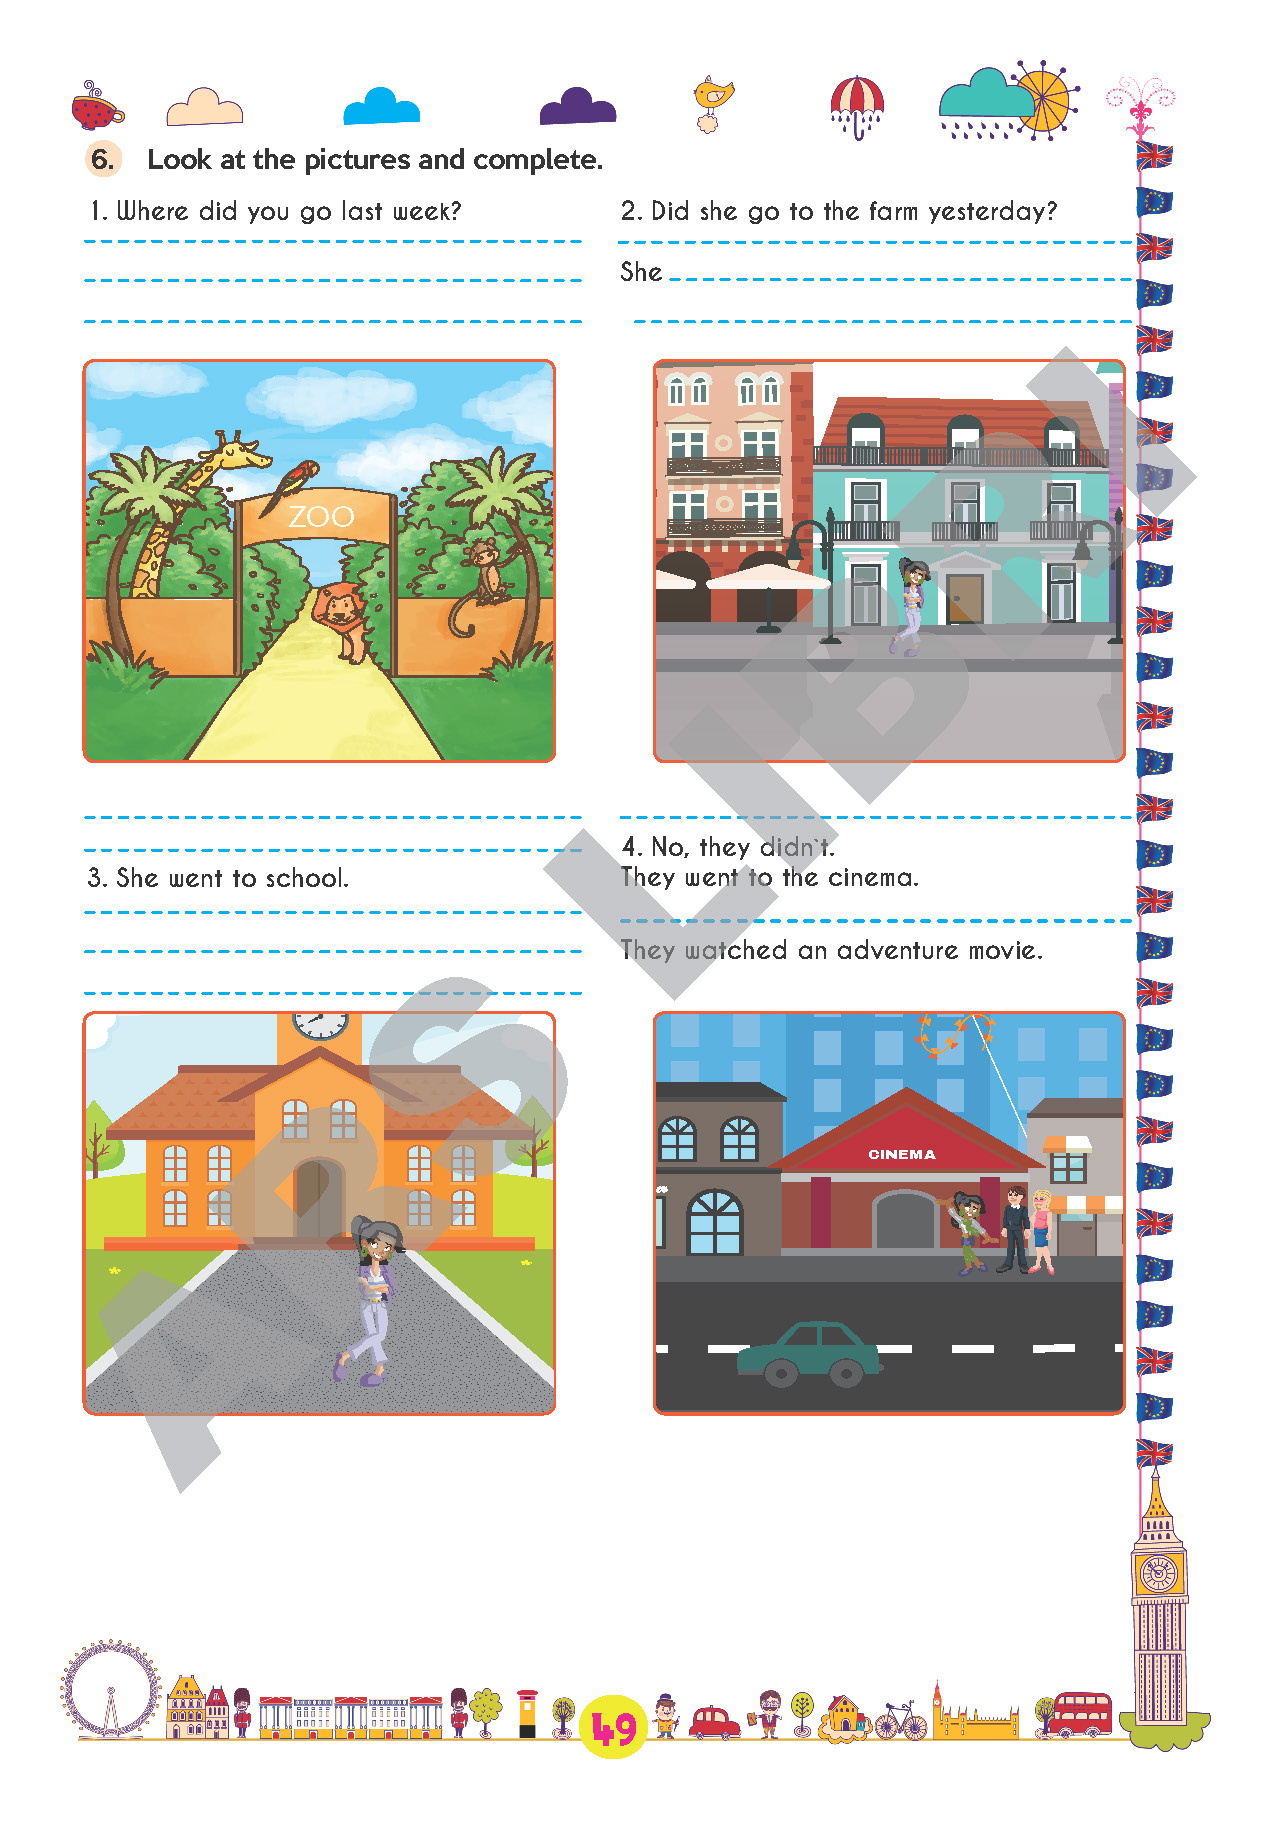 6. Look at the pictures and complete.
1. Where did you go last week?
2. Did she go to the farm yesterday?
She
ZOO
4. No, they didn`t.
3. She went to school.
They went to the cinema.
They watched an adventure movie.
CINEMA
ARS LIBRI
49